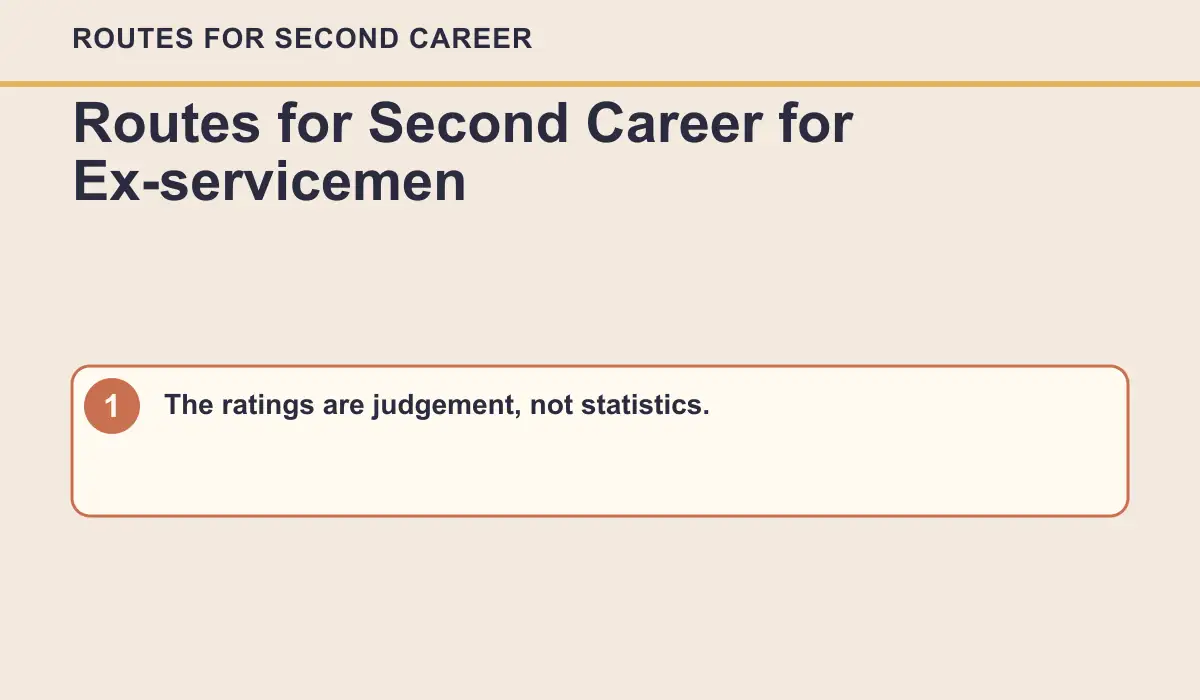 ROUTES FOR SECOND CAREER
Routes for Second Career for
Ex-servicemen
1
The ratings are judgement, not statistics.